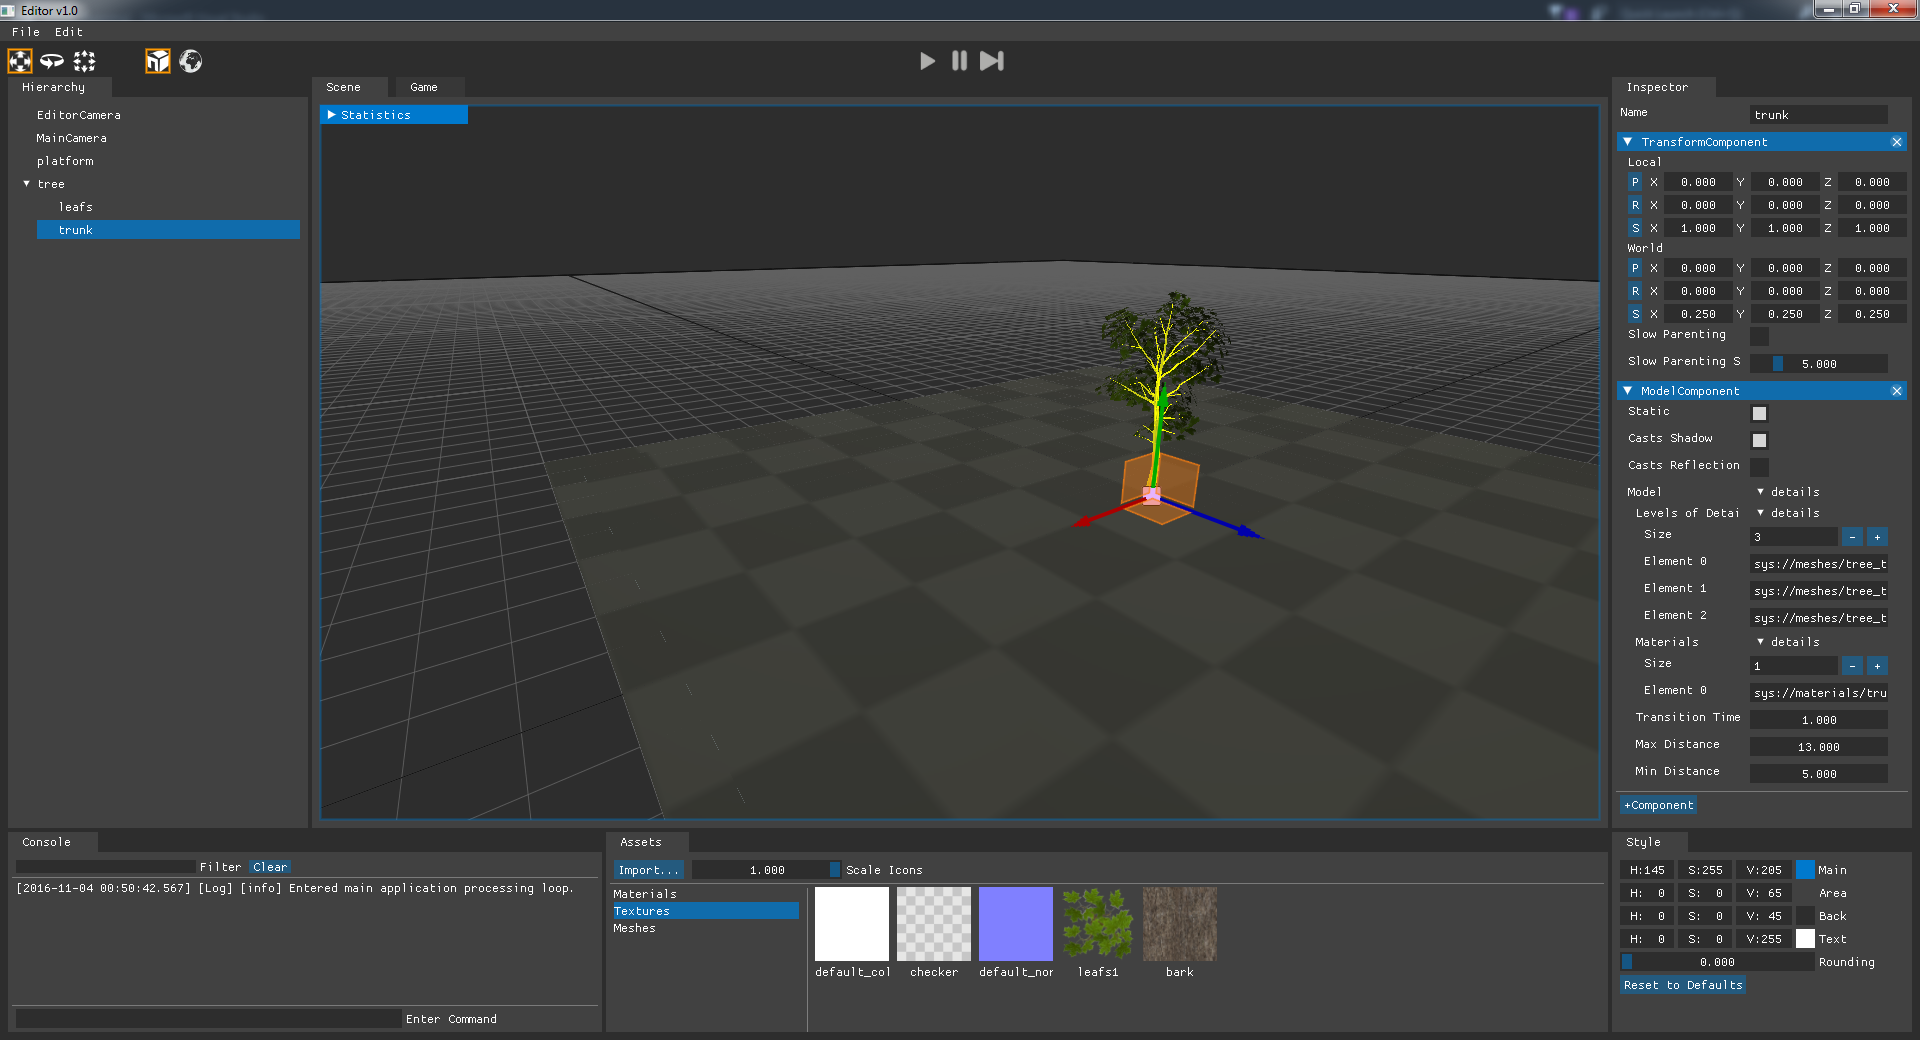 Editor v1.0
File Edit
Hierarchy
EditorCamera
MainCamera
platform
tree
leafs
trunk
Scene Game
Statistics
Inspector
Name trunk
TransformComponent
Local
P X 0.000 Y 0.000 Z 0.000
R X 0.000 Y 0.000 Z 0.000
S X 1.000 Y 1.000 Z 1.000
World
P X 0.000 Y 0.000 Z 0.000
R X 0.000 Y 0.000 Z 0.000
S X 0.250 Y 0.250 Z 0.250
Slow Parenting
Slow Parenting S 5.000
ModelComponent
Static
Casts Shadow
Casts Reflection
Model details
Levels of Detai details
Size 3 - +
Element 0 sys://meshes/tree_t
Element 1 sys://meshes/tree_t
Element 2 sys://meshes/tree_t
Materials details
Size 1 - +
Element 0 sys://materials/tru
Transition Time 1.000
Max Distance 13.000
Min Distance 5.000
+Component
Console
Filter Clear
[2016-11-04 00:50:42.567] [Log] [info] Entered main application processing loop.
Enter Command
Assets
Import... 1.000 Scale Icons
Materials
Textures
Meshes
default_col checker default_nor leafs1 bark
Style
H:145 S:255 V:205 Main
H: 0 S: 0 V: 65 Area
H: 0 S: 0 V: 45 Back
H: 0 S: 0 V:255 Text
0.000 Rounding
Reset to Defaults